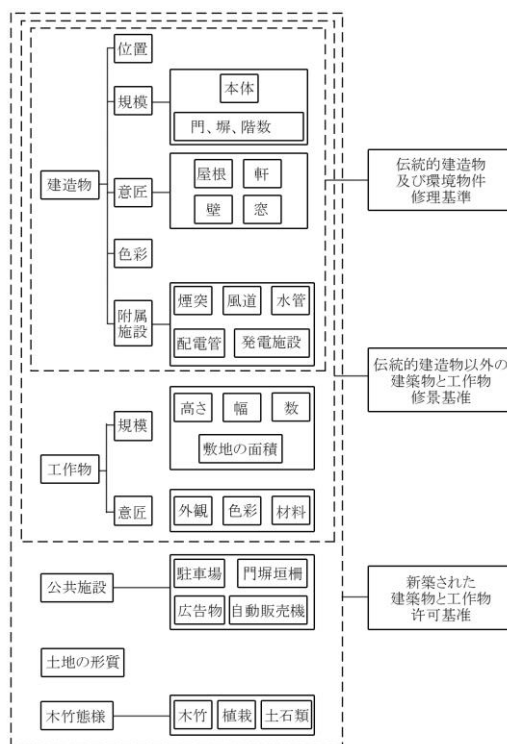 位置
規模
本体
門、塀、階数
建造物
意匠
屋根
軒
壁
窓
色彩
附属
施設
煙突
風道
水管
配電管
発電施設
伝統的建造物
及び環境物件
修理基準
伝統的建造物以外の
建築物と工作物
修景基準
工作物
規模
高さ
幅
数
敷地の面積
意匠
外観
色彩
材料
公共施設
駐車場
門塀垣柵
広告物
自動販売機
新築された
建築物と工作物
许可基準
土地の形質
木竹態様
木竹
植栽
土石類